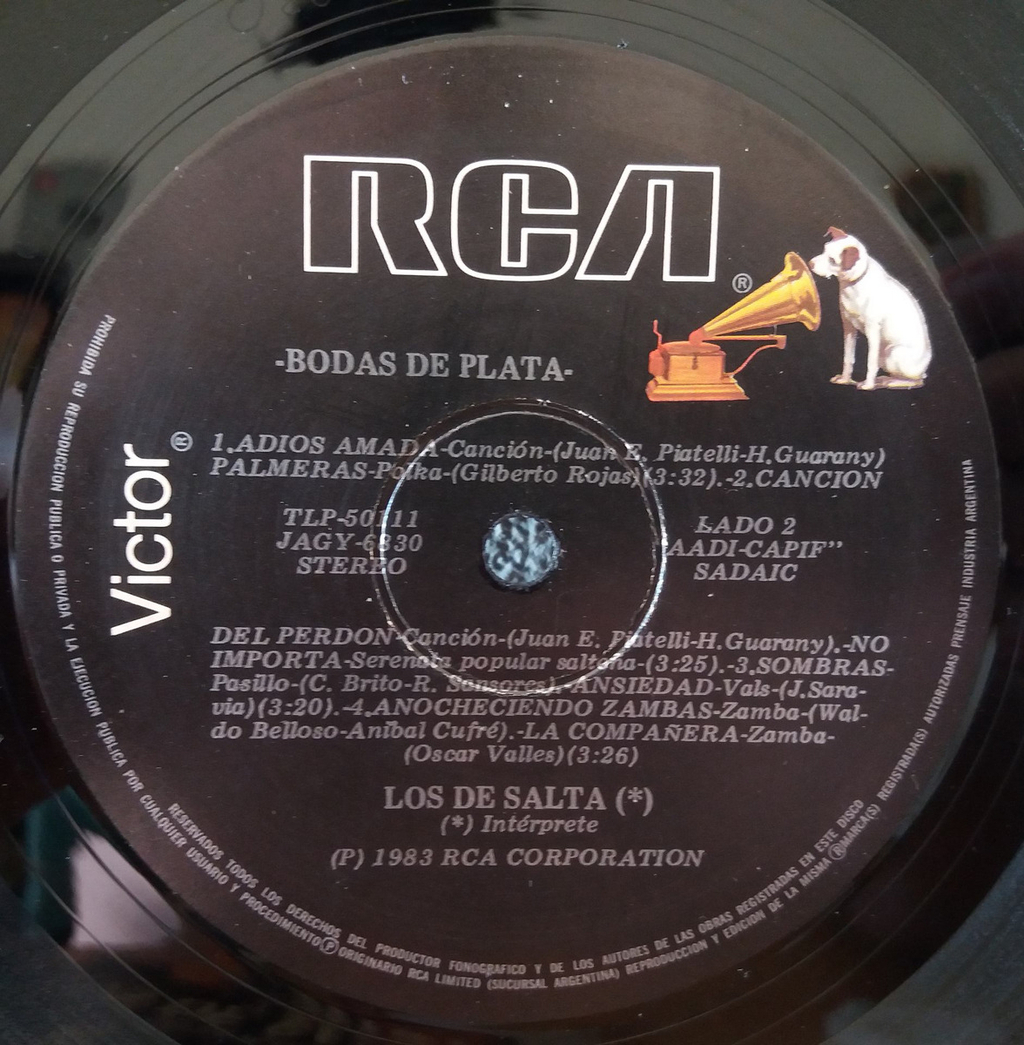 RCA
®
-BODAS DE PLATA-
Victor ®
1.ADIOS AMADA-Canción-(Juan E. Piatelli-H.Guarany)
PALMERAS-Polka-(Gilberto Rojas)(3:32).-2.CANCION
TLP-50111
JAGY-6330
STEREO
LADO 2
"AADI-CAPIF"
SADAIC
DEL PERDON-Canción-(Juan E. Piatelli-H.Guarany).-NO
IMPORTA-Serenata popular salteña-(3:25).-3.SOMBRAS-
Pasillo-(C. Brito-R. Sansores).-ANSIEDAD-Vals-(J.Sara-
via)(3:20).-4.ANOCHECIENDO ZAMBAS-Zamba-(Wal-
do Belloso-Aníbal Cufré).-LA COMPAÑERA-Zamba-
(Oscar Valles)(3:26)
LOS DE SALTA (*)
(*) Intérprete
(P) 1983 RCA CORPORATION
PROHIBIDA SU REPRODUCCION PUBLICA O PRIVADA Y LA EJECUCION PUBLICA POR CUALQUIER USUARIO Y PROCEDIMIENTO Ⓟ ORIGINARIO RCA LIMITED (SUCURSAL ARGENTINA) REPRODUCCION Y EDICION DE LA MISMA ® MARCA(S) REGISTRADA(S) AUTORIZADAS PRENSAJE INDUSTRIA ARGENTINA
RESERVADOS TODOS LOS DERECHOS DEL PRODUCTOR FONOGRAFICO Y DE LOS AUTORES DE LAS OBRAS REGISTRADAS EN ESTE DISCO